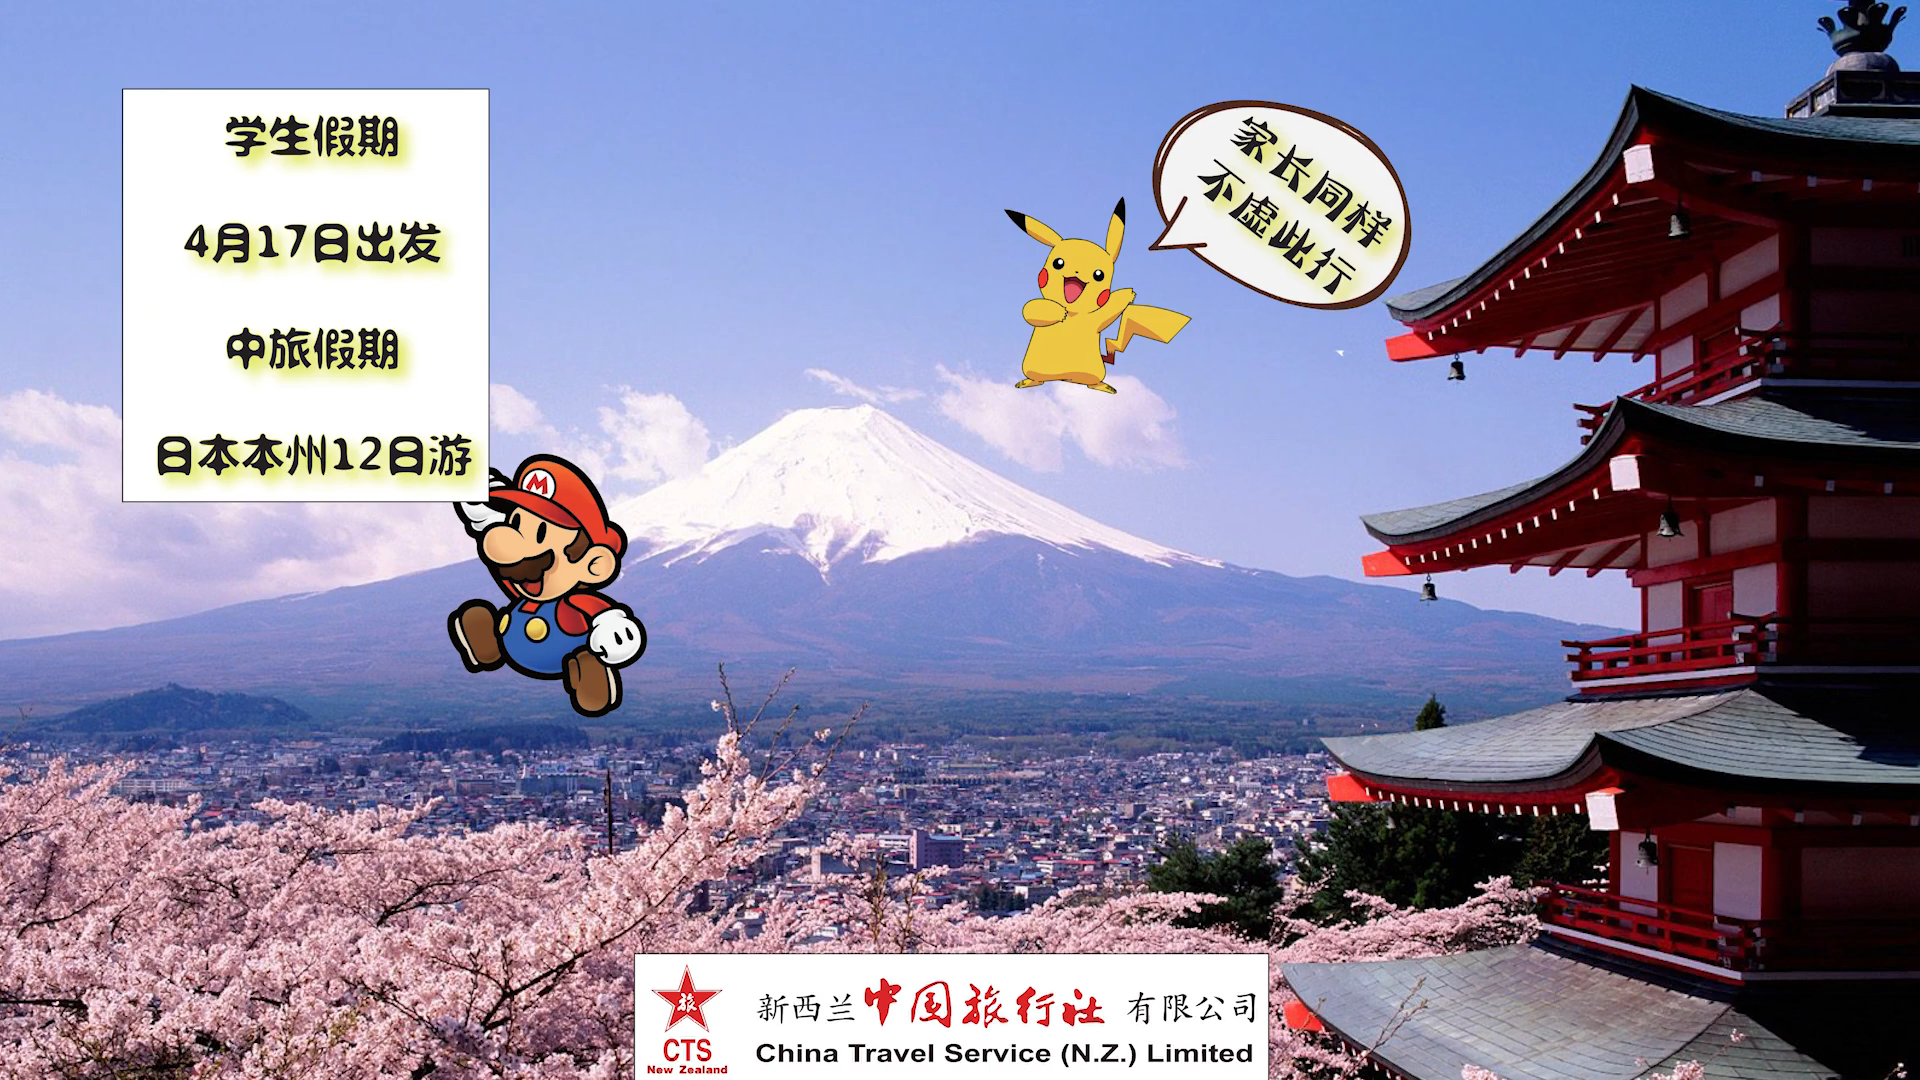 学生假期
4月17日出发
中旅假期
日本本州12日游
家长同样
不虚此行
M
旅
CTS
New Zealand
新西兰中国旅行社有限公司
China Travel Service (N.Z.) Limited